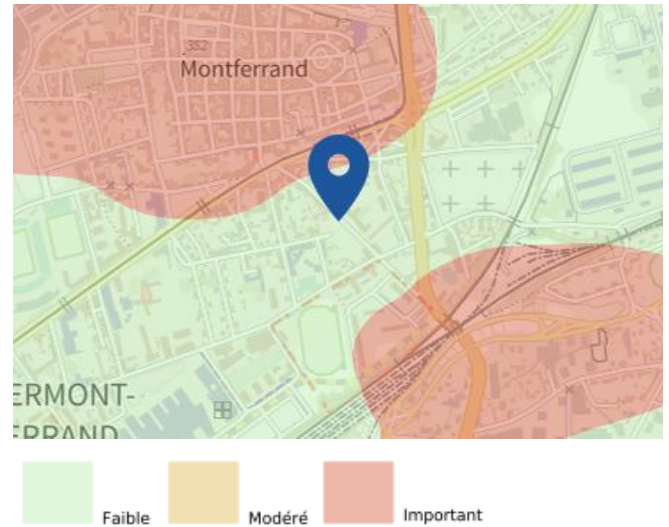 352
Montferrand
ERMONT-
FERRAND
Faible Modéré Important